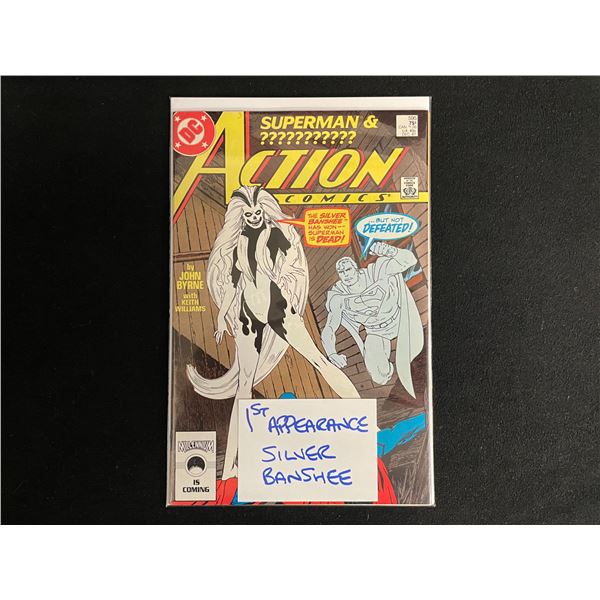 SUPERMAN &
???????????
DC
ACTION
COMICS
75¢
THE SILVER
BANSHEE
HAS WON--
SUPERMAN
IS DEAD!
...BUT NOT
DEFEATED!
by
JOHN
BYRNE
with
KEITH
WILLIAMS
MILLENNIUM
IS
COMING
1ST APPEARANCE
SILVER
BANSHEE